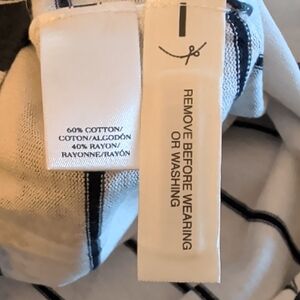 60% COTTON/
COTON/ALGODÓN
40% RAYON/
RAYONNE/RAYÓN
REMOVE BEFORE WEARING
OR WASHING